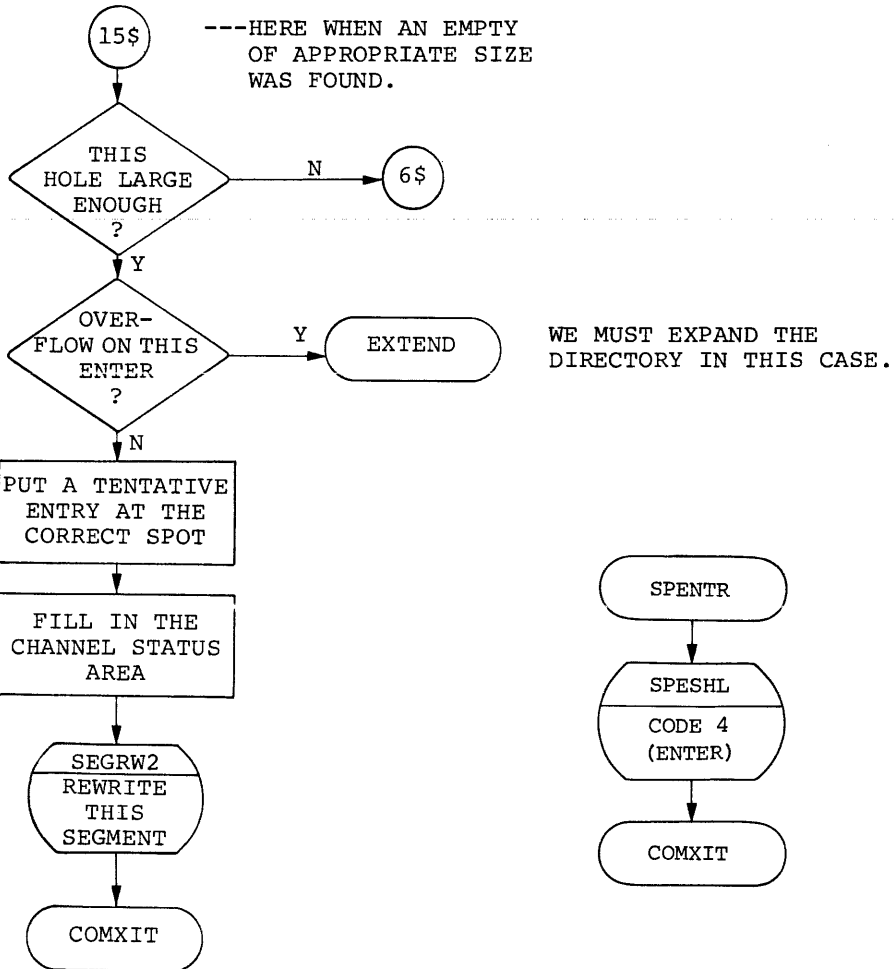 15$
---HERE WHEN AN EMPTY
OF APPROPRIATE SIZE
WAS FOUND.
THIS
HOLE LARGE
ENOUGH
?
N
6$
Y
OVER-
FLOW ON THIS
ENTER
?
Y
EXTEND
WE MUST EXPAND THE
DIRECTORY IN THIS CASE.
N
PUT A TENTATIVE
ENTRY AT THE
CORRECT SPOT
FILL IN THE
CHANNEL STATUS
AREA
SEGRW2
REWRITE
THIS
SEGMENT
COMXIT
SPENTR
SPESHL
CODE 4
(ENTER)
COMXIT